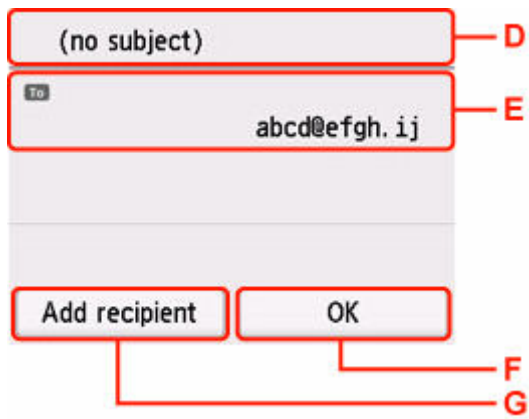 (no subject)
D
To
E
abcd@efgh.ij
Add recipient
OK
F
G